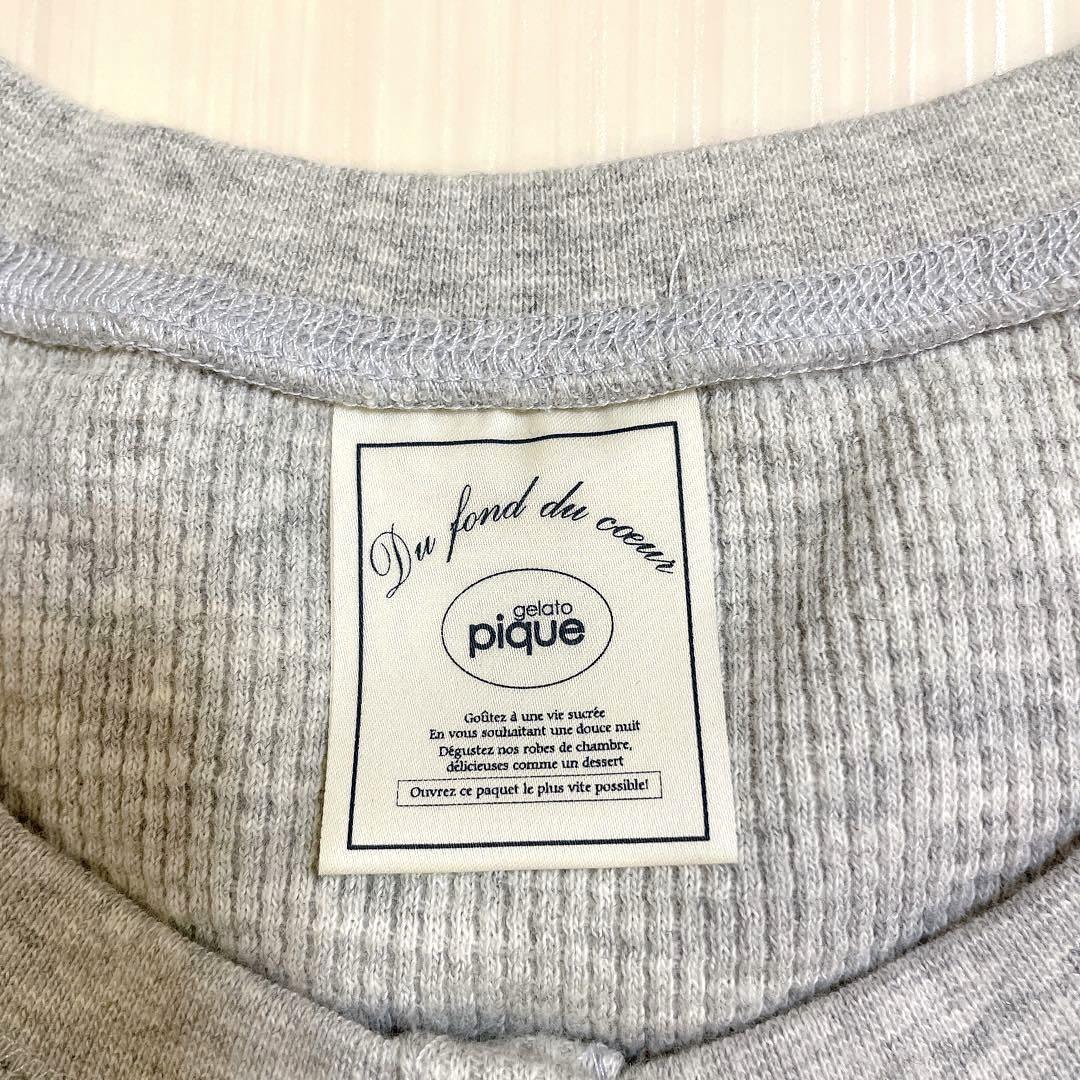 Du fond du cœur
gelato
pique
Goûtez à une vie sucrée
En vous souhaitant une douce nuit
Dégustez nos robes de chambre,
délicieuses comme un dessert
Ouvrez ce paquet le plus vite possible!